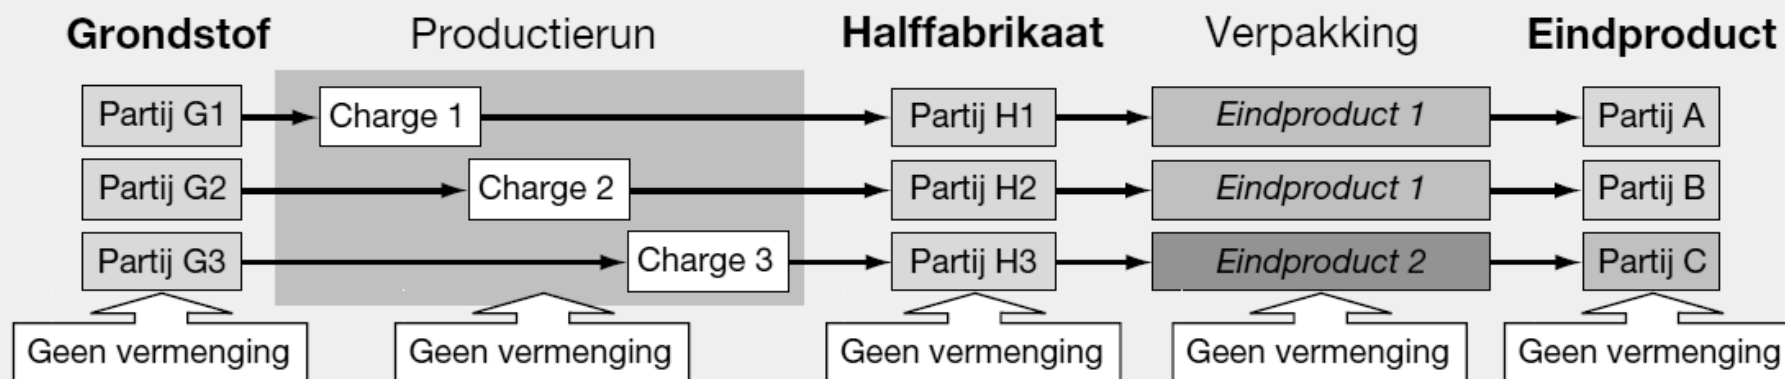 Grondstof Productierun Halffabrikaat Verpakking Eindproduct
Partij G1 Charge 1 Partij H1 Eindproduct 1 Partij A
Partij G2 Charge 2 Partij H2 Eindproduct 1 Partij B
Partij G3 Charge 3 Partij H3 Eindproduct 2 Partij C
Geen vermenging Geen vermenging Geen vermenging Geen vermenging Geen vermenging